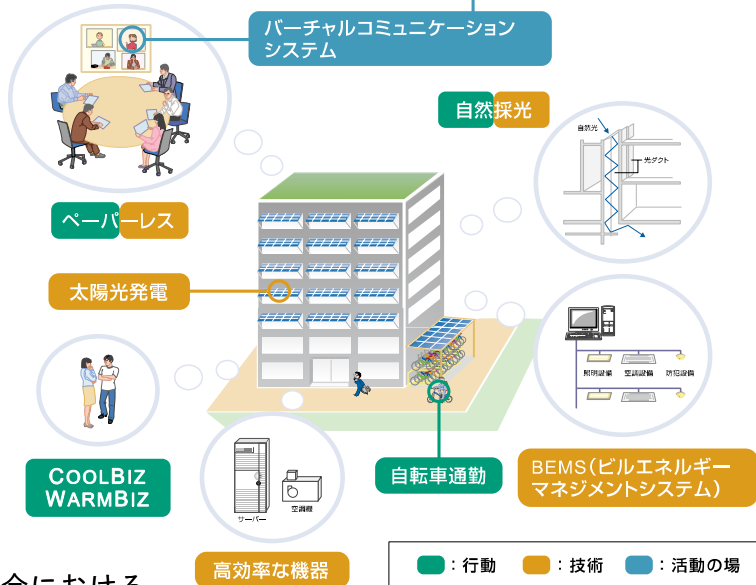 バーチャルコミュニケーション
システム
自然採光
自然光
光ダクト
ペーパーレス
太陽光発電
照明設備 空調設備 防犯設備
COOLBIZ
WARMBIZ
サーバー
空調機
自転車通勤
BEMS(ビルエネルギー
マネジメントシステム)
高効率な機器
:行動 :技術 :活動の場
における